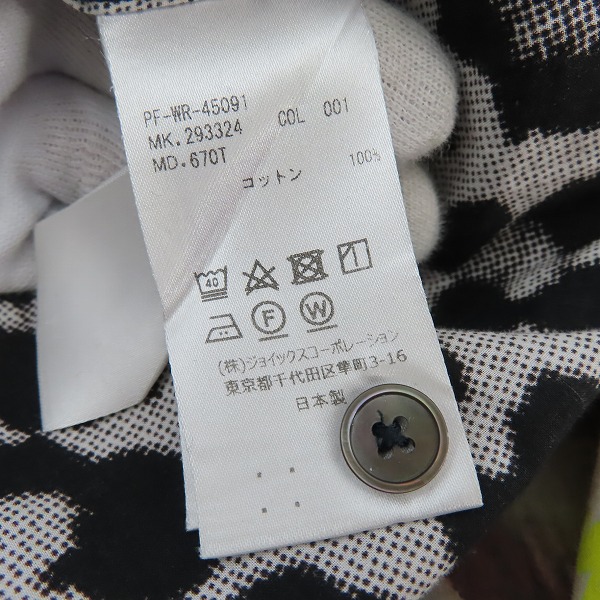 PF-WR-45091
MK.293324 COL 001
MD.670T
コットン 100%
40
F W
(株)ジョイックスコーポレーション
東京都千代田区隼町3-16
日本製